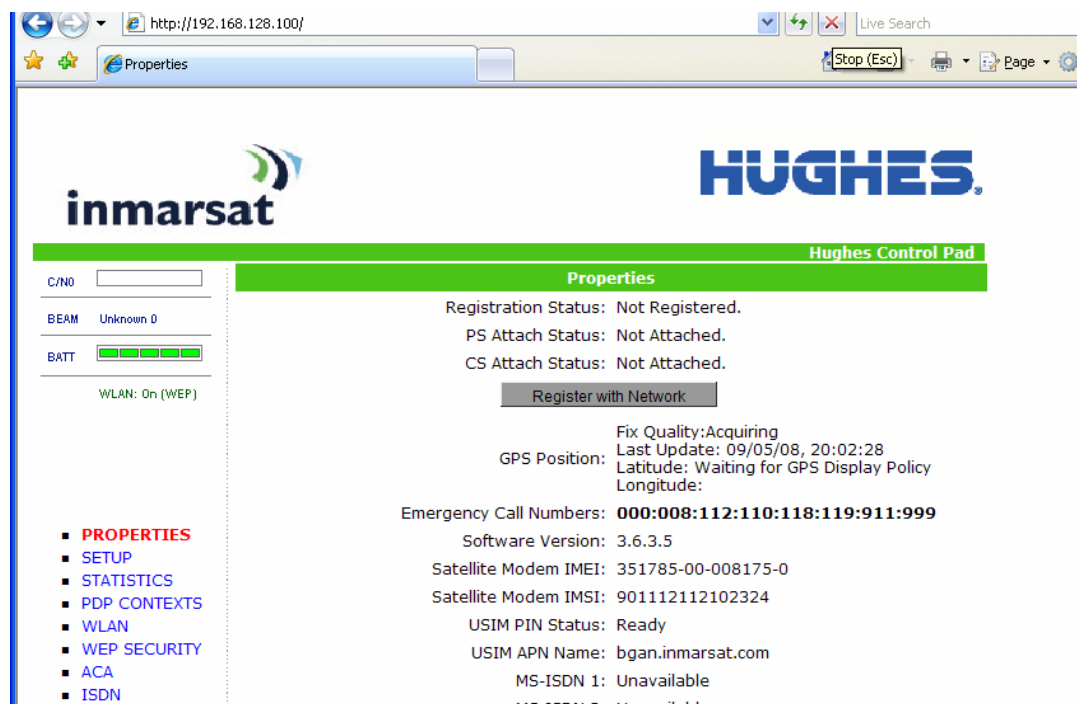 http://192.168.128.100/
Live Search
Properties
Stop (Esc)
Page
inmarsat
HUGHES.
Hughes Control Pad
C/N0
BEAM Unknown 0
BATT
WLAN: On (WEP)
PROPERTIES
SETUP
STATISTICS
PDP CONTEXTS
WLAN
WEP SECURITY
ACA
ISDN
Properties
Registration Status: Not Registered.
PS Attach Status: Not Attached.
CS Attach Status: Not Attached.
Register with Network
GPS Position: Fix Quality:Acquiring
Last Update: 09/05/08, 20:02:28
Latitude: Waiting for GPS Display Policy
Longitude:
Emergency Call Numbers: 000:008:112:110:118:119:911:999
Software Version: 3.6.3.5
Satellite Modem IMEI: 351785-00-008175-0
Satellite Modem IMSI: 901112112102324
USIM PIN Status: Ready
USIM APN Name: bgan.inmarsat.com
MS-ISDN 1: Unavailable